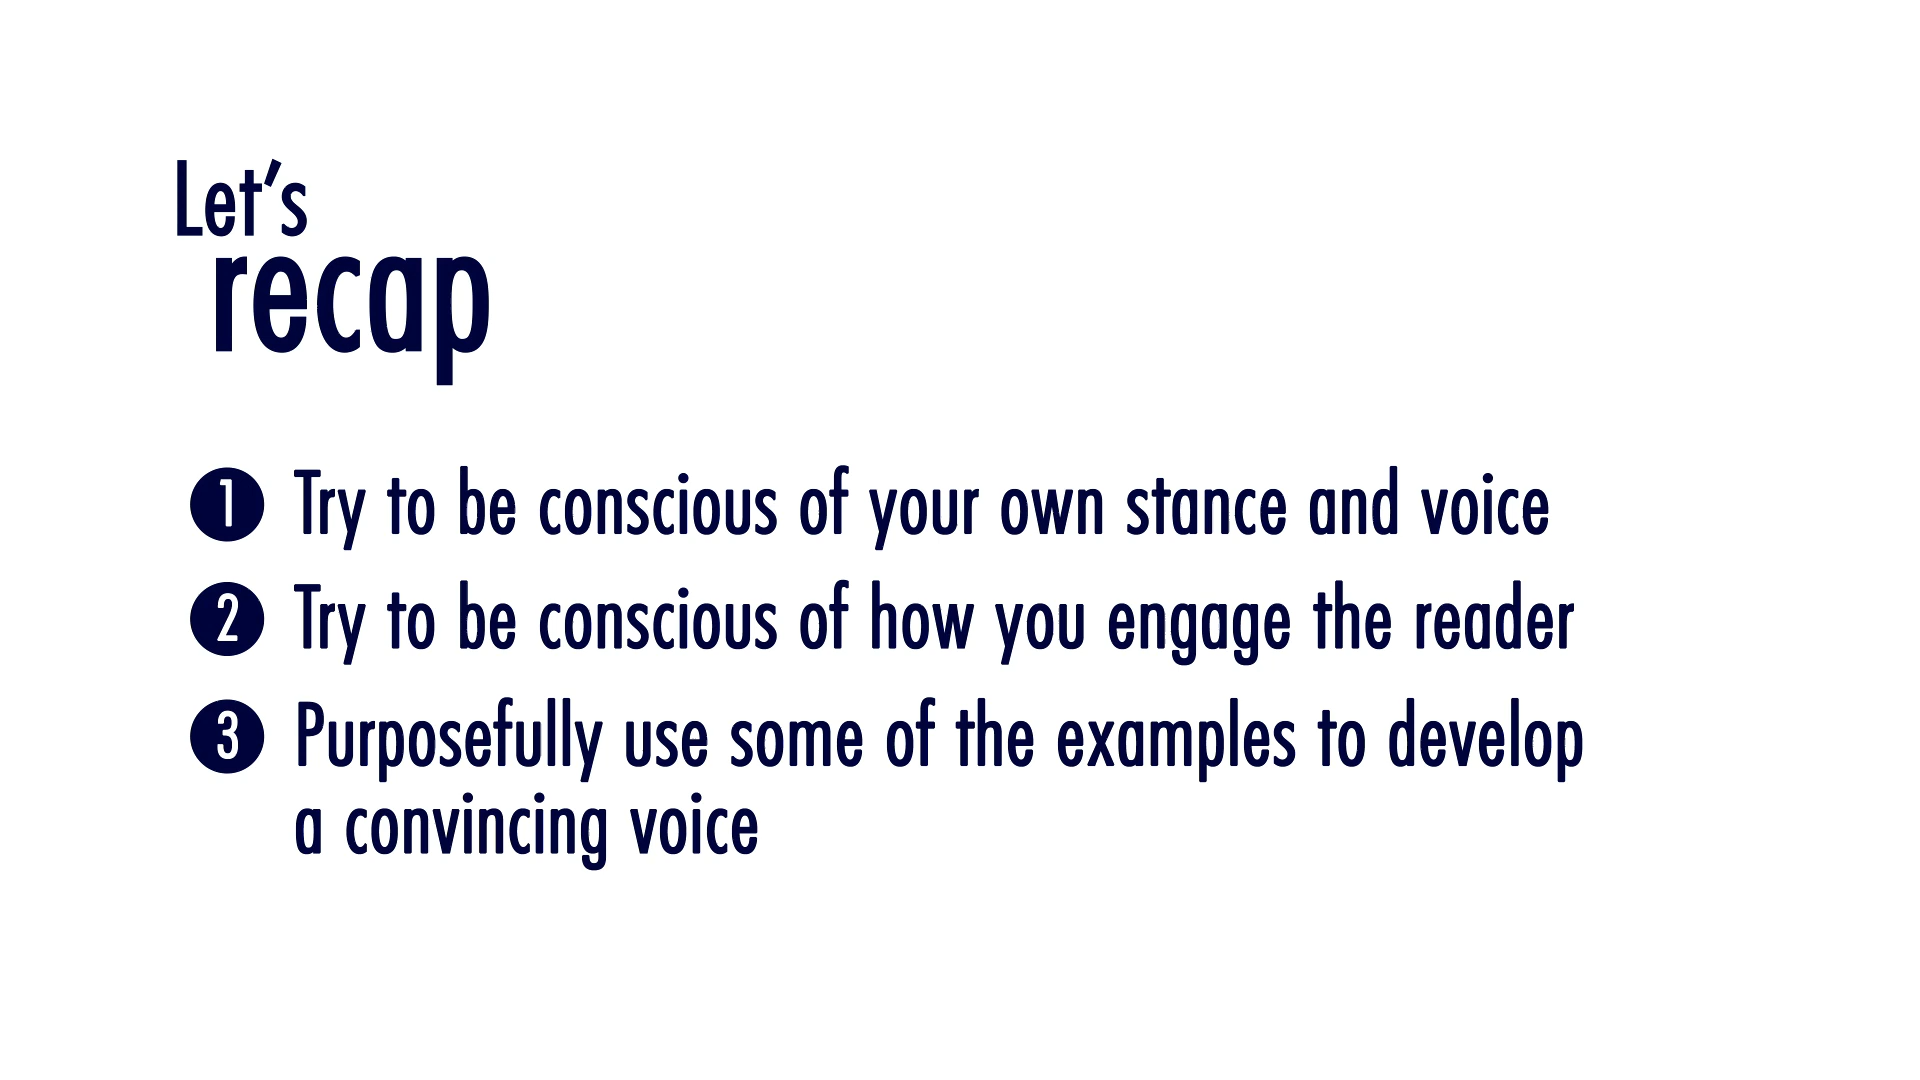 Let’s
recap
1 Try to be conscious of your own stance and voice
2 Try to be conscious of how you engage the reader
3 Purposefully use some of the examples to develop
a convincing voice